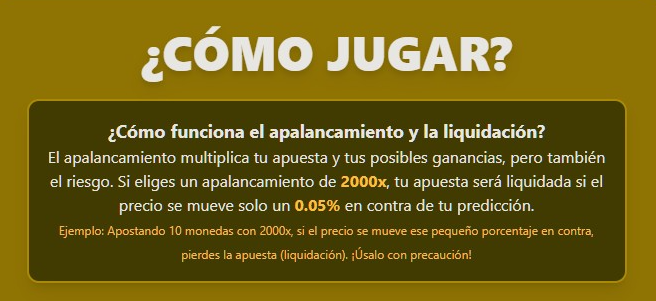 ¿CÓMO JUGAR?
¿Cómo funciona el apalancamiento y la liquidación?
El apalancamiento multiplica tu apuesta y tus posibles ganancias, pero también
el riesgo. Si eliges un apalancamiento de 2000x, tu apuesta será liquidada si el
precio se mueve solo un 0.05% en contra de tu predicción.
Ejemplo: Apostando 10 monedas con 2000x, si el precio se mueve ese pequeño porcentaje en contra,
pierdes la apuesta (liquidación). ¡Úsalo con precaución!